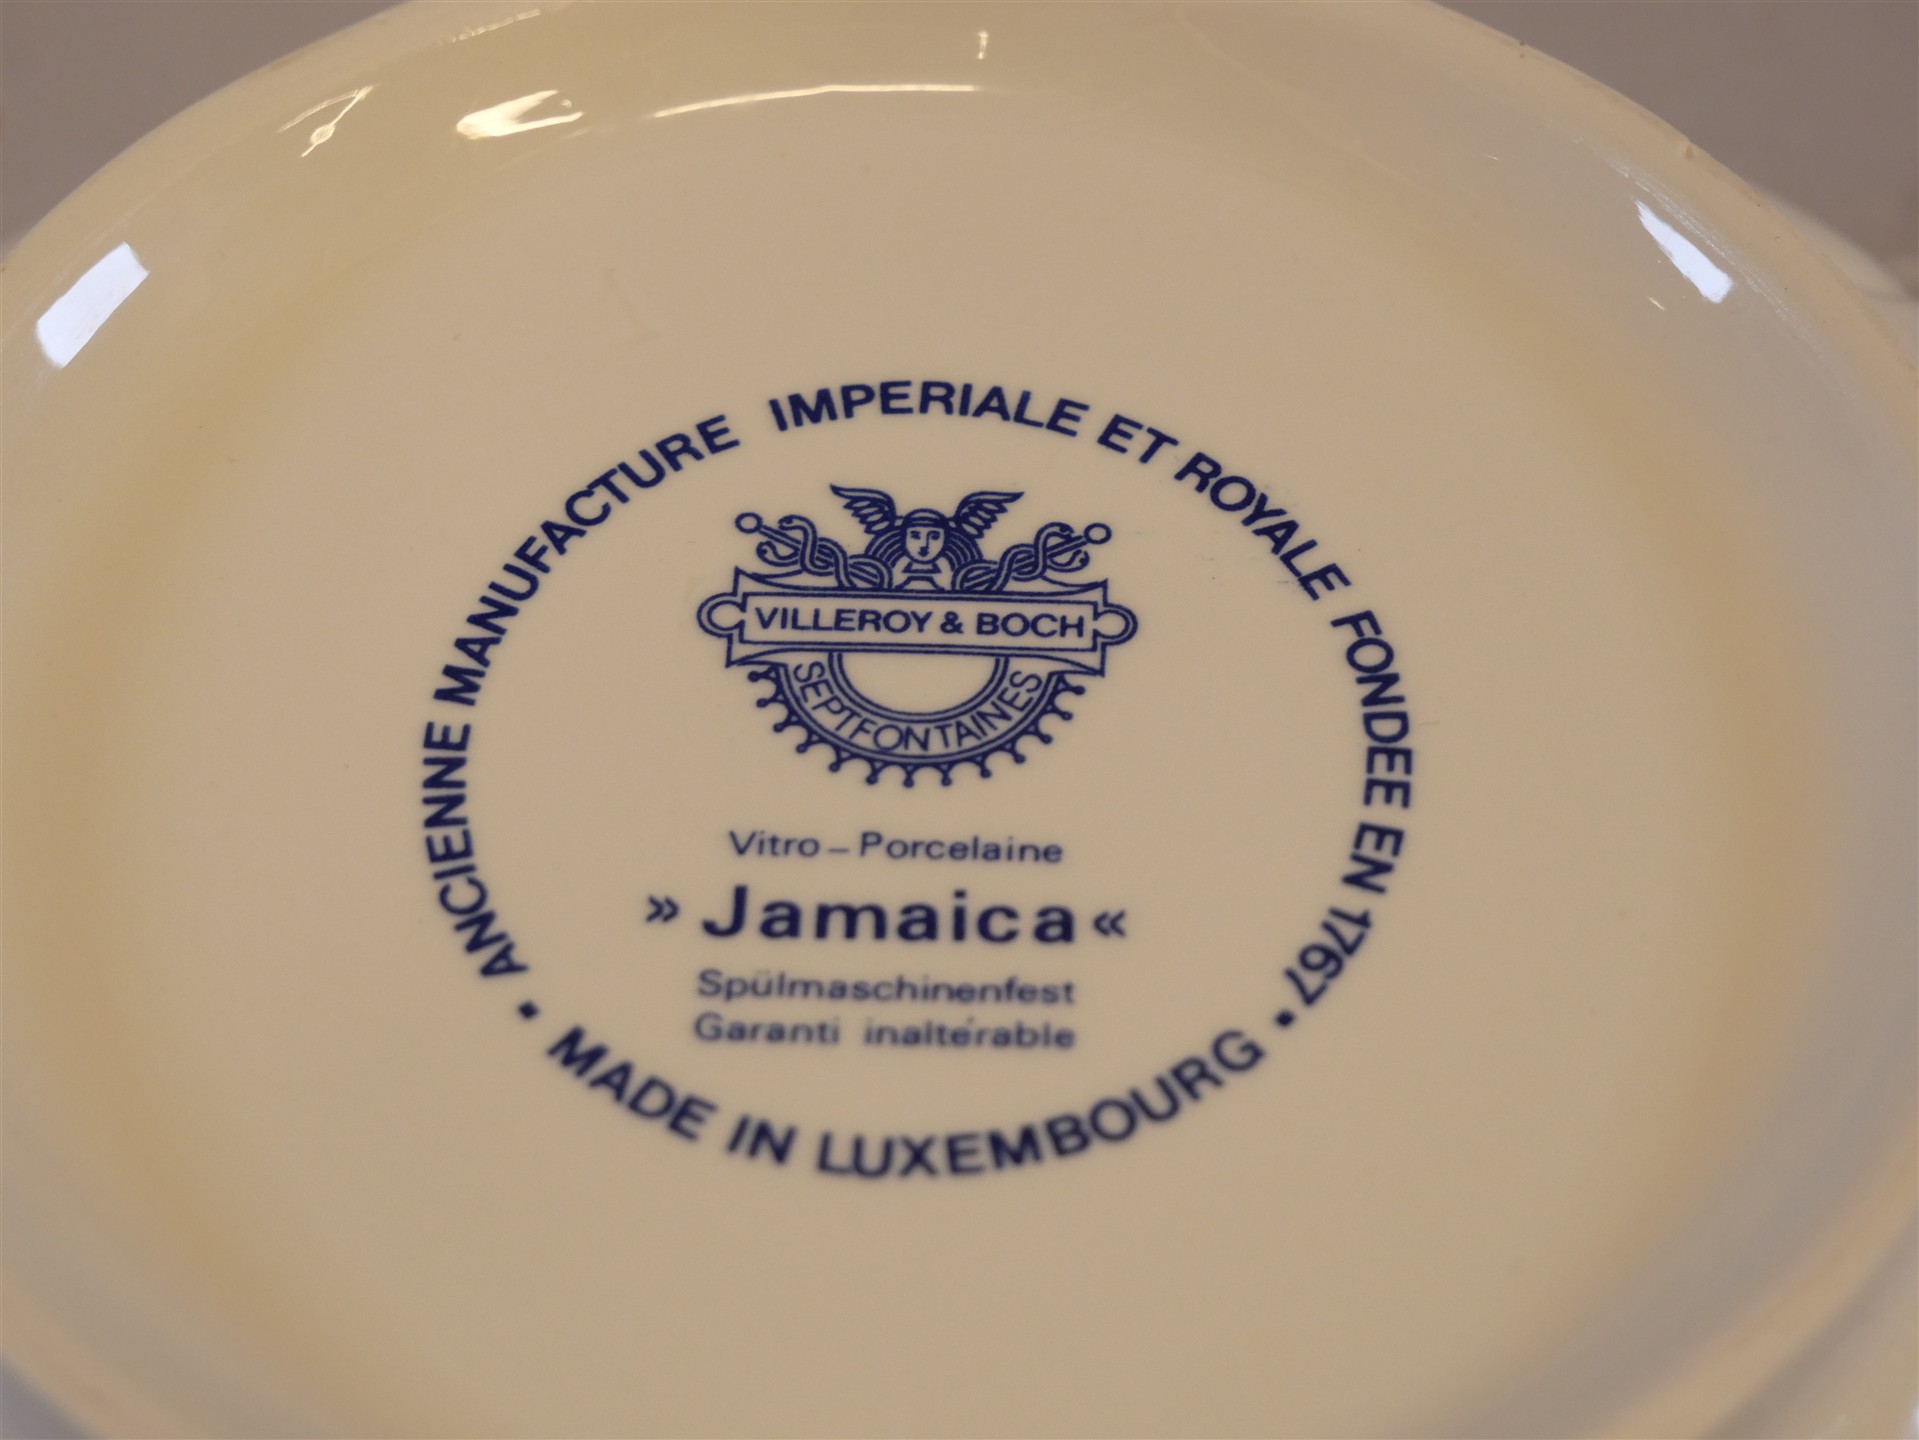 ANCIENNE MANUFACTURE IMPERIALE ET ROYALE FONDEE EN 1767
VILLEROY & BOCH
SEPTFONTAINES
Vitro – Porcelaine
» Jamaica «
Spülmaschinenfest
Garanti inaltérable
• MADE IN LUXEMBOURG •